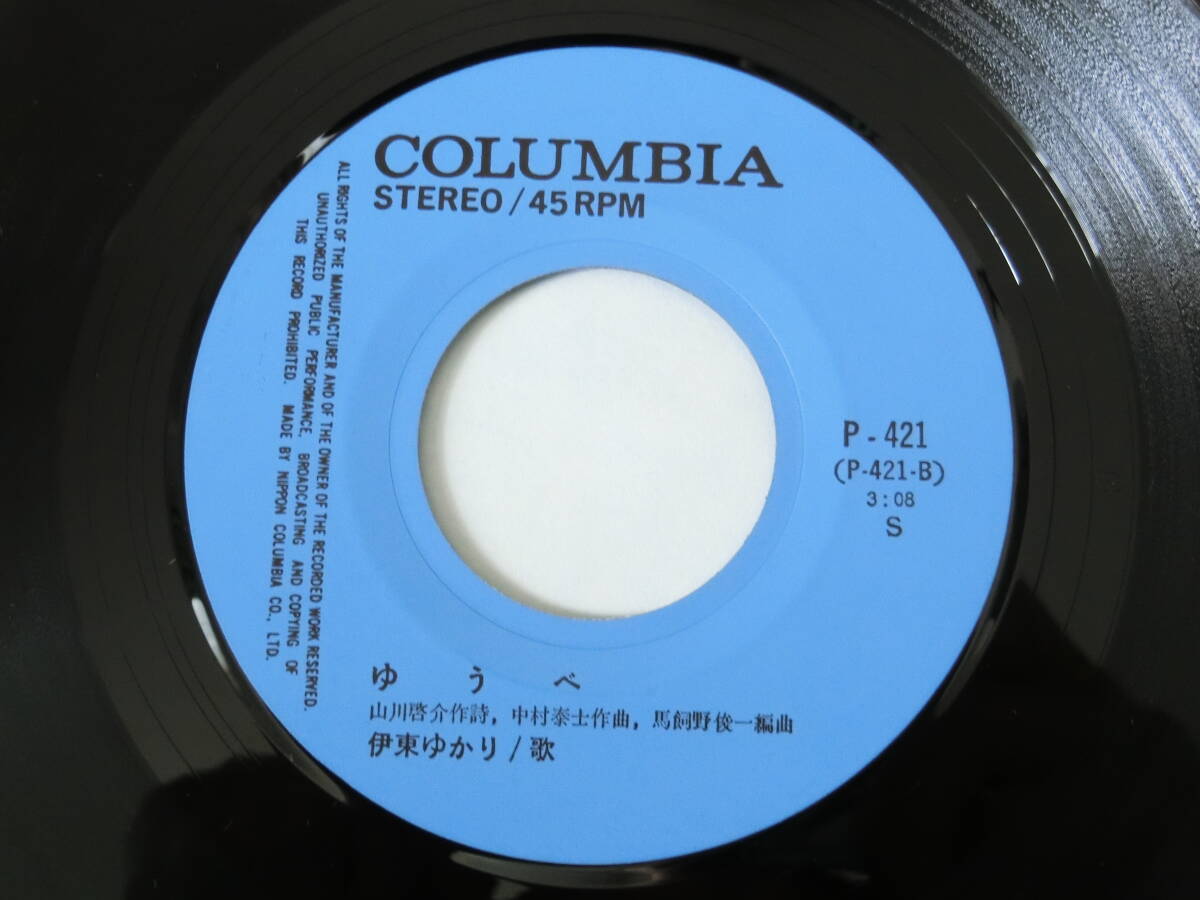 COLUMBIA
STEREO / 45 RPM
ALL RIGHTS OF THE MANUFACTURER AND OF THE OWNER OF THE RECORDED WORK RESERVED.
UNAUTHORIZED PUBLIC PERFORMANCE, BROADCASTING AND COPYING OF
THIS RECORD PROHIBITED. MADE BY NIPPON COLUMBIA CO., LTD.
P-421
(P-421-B)
3:08
S
ゆうべ
山川啓介作詩, 中村泰士作曲, 馬飼野俊一編曲
伊東ゆかり/歌